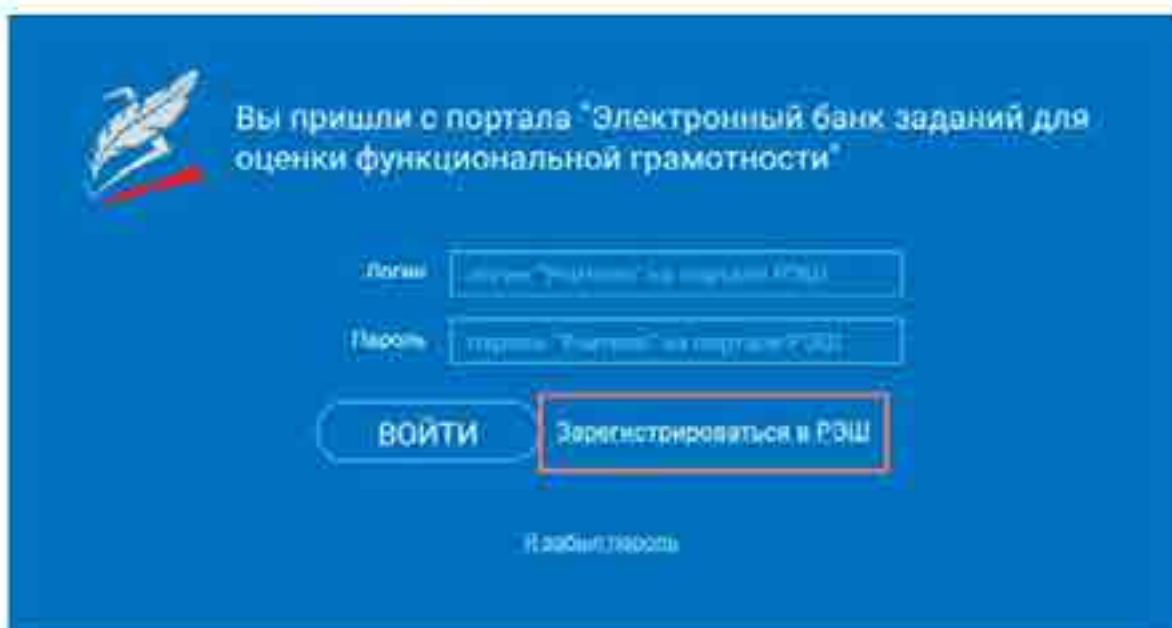 Вы пришли с портала "Электронный банк заданий для
оценки функциональной грамотности"
Логин
Пароль
ВОЙТИ
Зарегистрироваться в РЭШ
Я забыл пароль